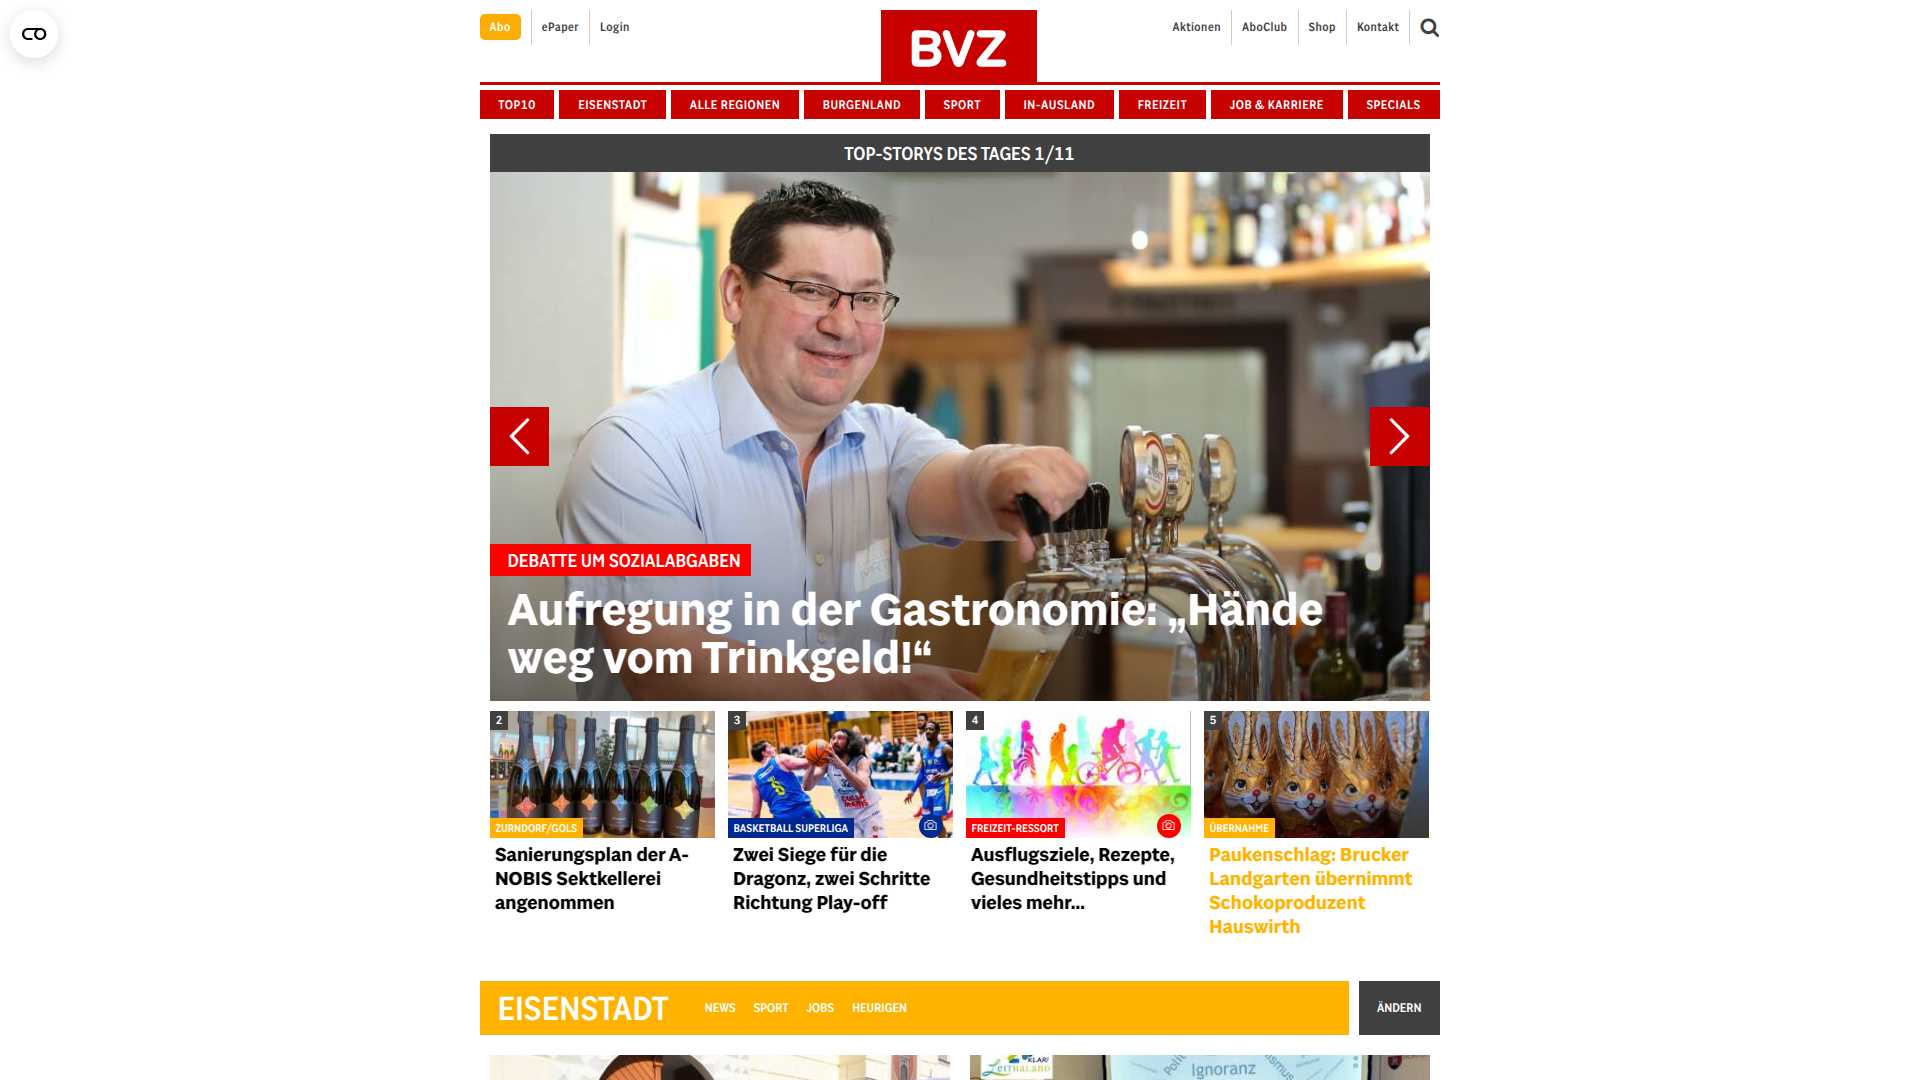 Abo
ePaper
Login
BVZ
Aktionen
AboClub
Shop
Kontakt
TOP10
EISENSTADT
ALLE REGIONEN
BURGENLAND
SPORT
IN-AUSLAND
FREIZEIT
JOB & KARRIERE
SPECIALS
TOP-STORYS DES TAGES 1/11
DEBATTE UM SOZIALABGABEN
Aufregung in der Gastronomie: „Hände
weg vom Trinkgeld!“
2
ZURNDORF/GOLS
Sanierungsplan der A-
NOBIS Sektkellerei
angenommen
3
BASKETBALL SUPERLIGA
Zwei Siege für die
Dragonz, zwei Schritte
Richtung Play-off
4
FREIZEIT-RESSORT
Ausflugsziele, Rezepte,
Gesundheitstipps und
vieles mehr...
5
ÜBERNAHME
Paukenschlag: Brucker
Landgarten übernimmt
Schokoproduzent
Hauswirth
EISENSTADT
NEWS
SPORT
JOBS
HEURIGEN
ÄNDERN
KLAR!
LEITHALAND
Ignoranz